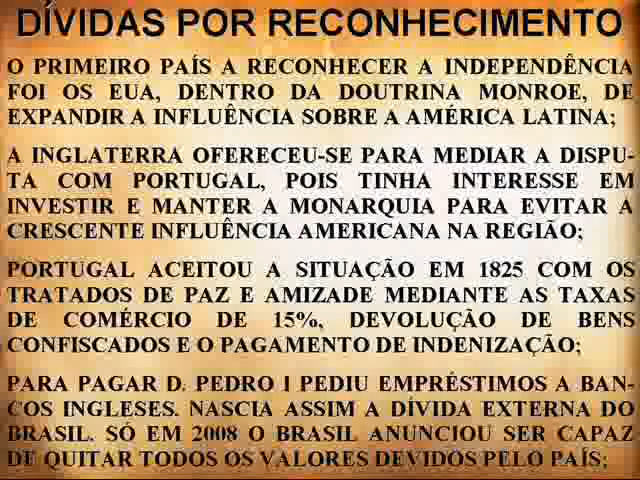 DÍVIDAS POR RECONHECIMENTO
O PRIMEIRO PAÍS A RECONHECER A INDEPENDÊNCIA
FOI OS EUA, DENTRO DA DOUTRINA MONROE, DE
EXPANDIR A INFLUÊNCIA SOBRE A AMÉRICA LATINA;
A INGLATERRA OFERECEU-SE PARA MEDIAR A DISPU-
TA COM PORTUGAL, POIS TINHA INTERESSE EM
INVESTIR E MANTER A MONARQUIA PARA EVITAR A
CRESCENTE INFLUÊNCIA AMERICANA NA REGIÃO;
PORTUGAL ACEITOU A SITUAÇÃO EM 1825 COM OS
TRATADOS DE PAZ E AMIZADE MEDIANTE AS TAXAS
DE COMÉRCIO DE 15%, DEVOLUÇÃO DE BENS
CONFISCADOS E O PAGAMENTO DE INDENIZAÇÃO;
PARA PAGAR D. PEDRO I PEDIU EMPRÉSTIMOS A BAN-
COS INGLESES. NASCIA ASSIM A DÍVIDA EXTERNA DO
BRASIL. SÓ EM 2008 O BRASIL ANUNCIOU SER CAPAZ
DE QUITAR TODOS OS VALORES DEVIDOS PELO PAÍS;